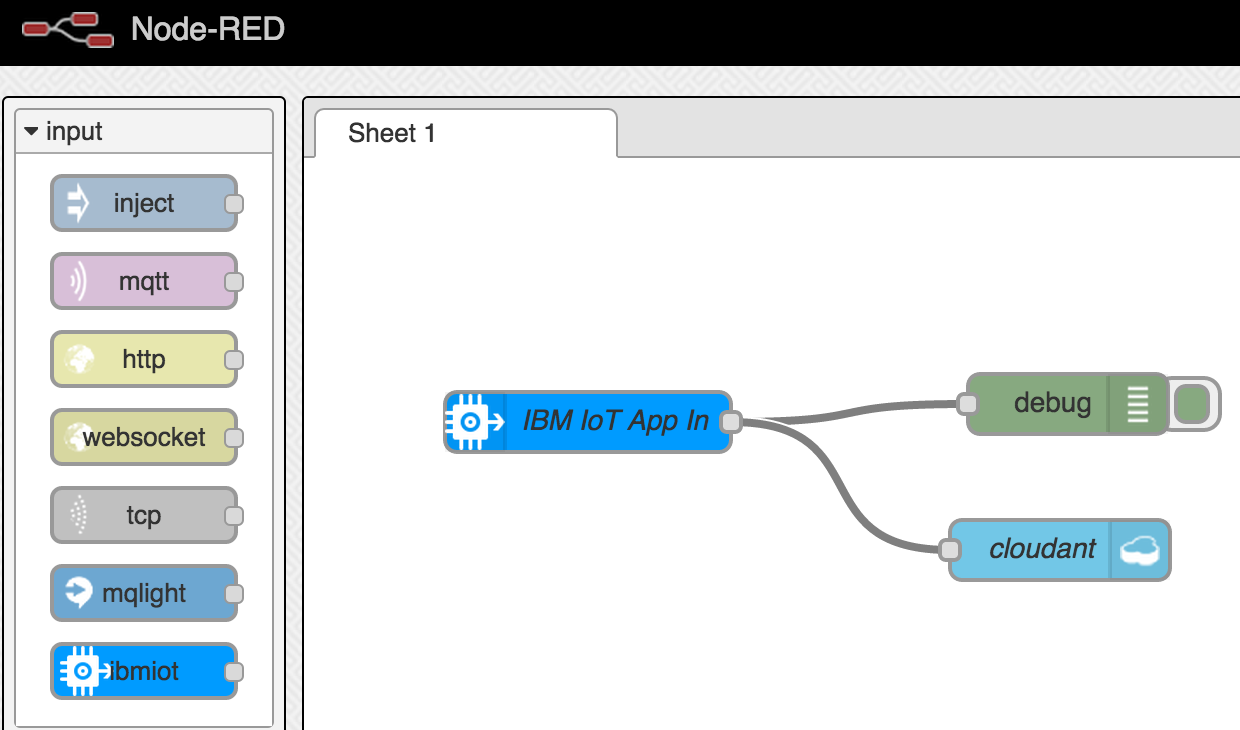 Node-RED
input
inject
mqtt
http
websocket
tcp
mqlight
ibmiot
Sheet 1
IBM IoT App In
debug
cloudant